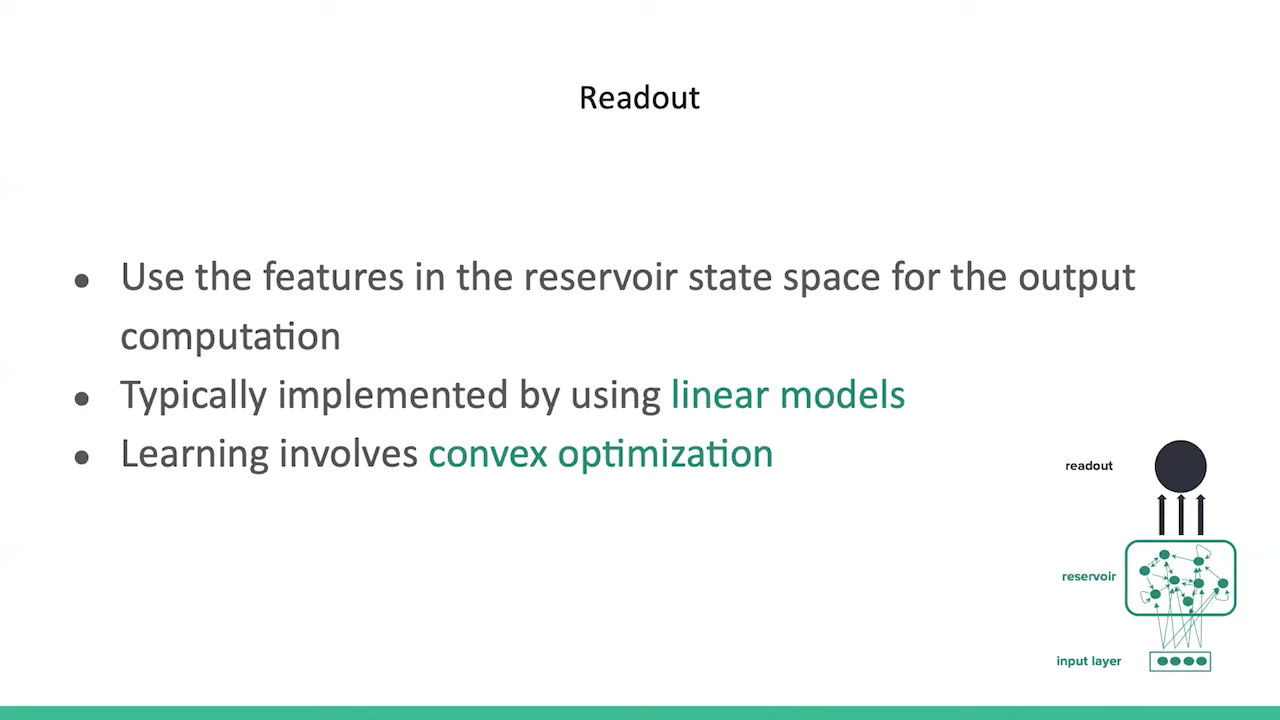 Readout
● Use the features in the reservoir state space for the output
computation
● Typically implemented by using linear models
● Learning involves convex optimization
readout
reservoir
input layer